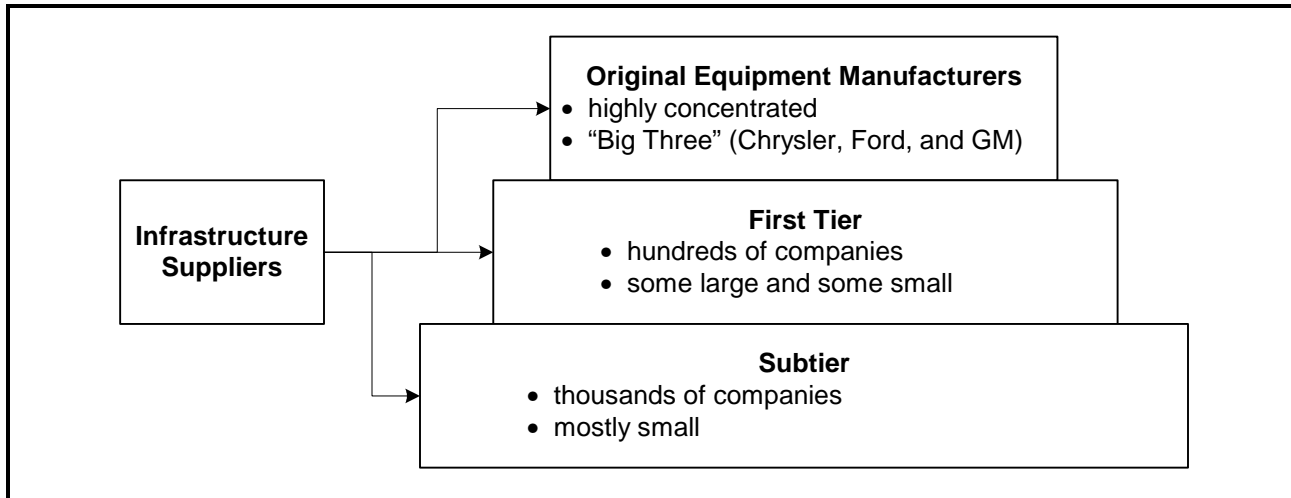 Original Equipment Manufacturers
• highly concentrated
• “Big Three” (Chrysler, Ford, and GM)
Infrastructure
Suppliers
First Tier
• hundreds of companies
• some large and some small
Subtier
• thousands of companies
• mostly small